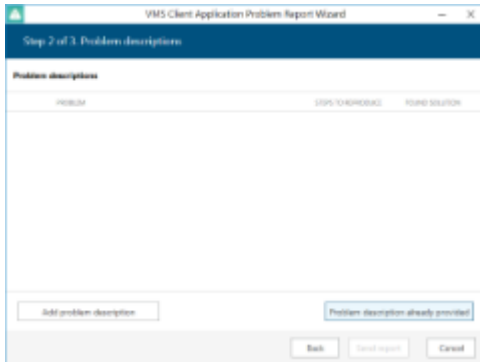 VMS Client Application Problem Report Wizard
Step 2 of 3. Problem descriptions
Problem descriptions
PROBLEM STEPS TO REPRODUCE FOUND SOLUTION
Add problem description Problem description already provided
Back Send report Cancel